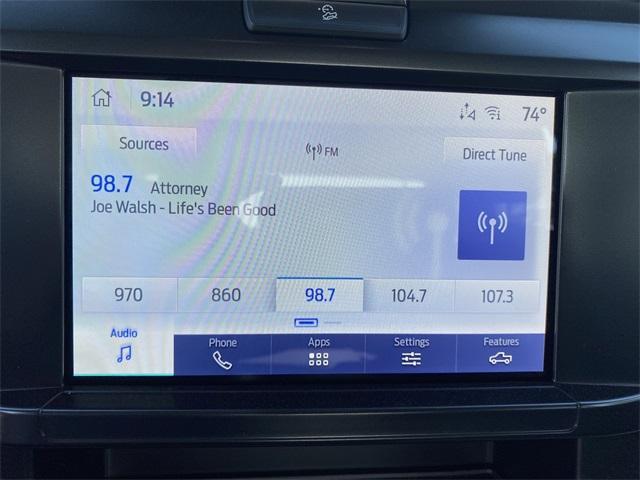 9:14
74°
Sources
FM
Direct Tune
98.7 Attorney
Joe Walsh - Life's Been Good
970 860 98.7 104.7 107.3
Audio Phone Apps Settings Features